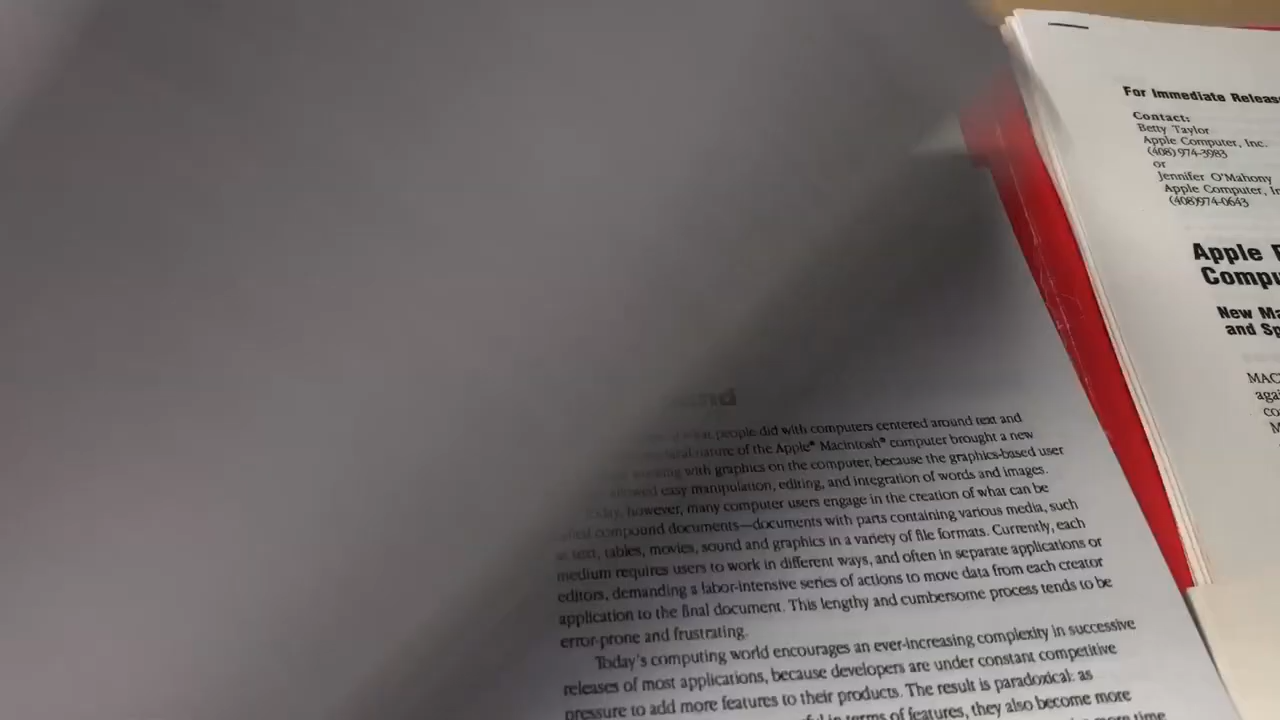 what people did with computers centered around text and
nature of the Apple® Macintosh® computer brought a new
working with graphics on the computer, because the graphics-based user
allowed easy manipulation, editing, and integration of words and images.
however, many computer users engage in the creation of what can be
compound documents—documents with parts containing various media, such
as text, tables, movies, sound and graphics in a variety of file formats. Currently, each
medium requires users to work in different ways, and often in separate applications or
editors, demanding a labor-intensive series of actions to move data from each creator
application to the final document. This lengthy and cumbersome process tends to be
error-prone and frustrating.
Today's computing world encourages an ever-increasing complexity in successive
releases of most applications, because developers are under constant competitive
pressure to add more features to their products. The result is paradoxical: as
in terms of features, they also become more
more time
For Immediate Releas
Contact:
Betty Taylor
Apple Computer, Inc.
(408) 974-3983
or
Jennifer O'Mahony
Apple Computer, In
(408)974-0643
Apple
Compu
New Ma
and Sp
MAC
agai
co
M